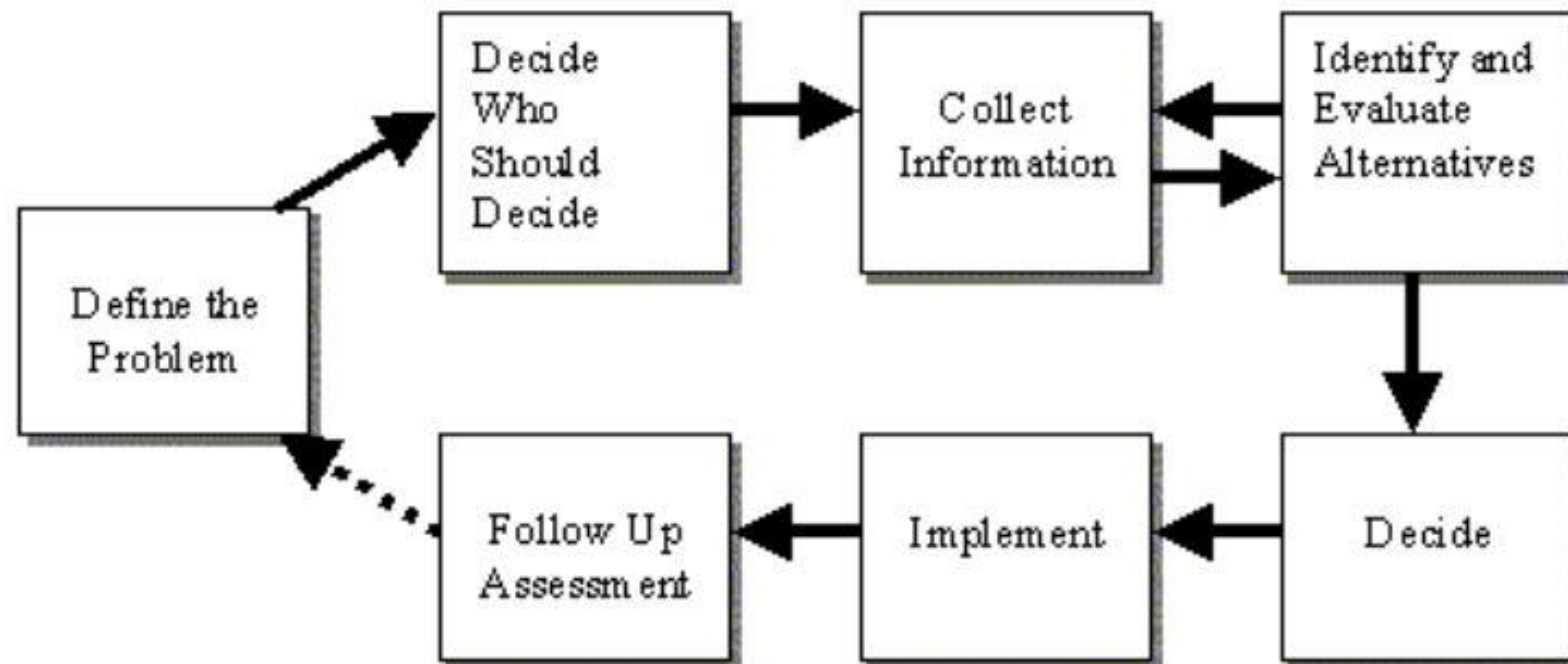 Define the
Problem
Decide
Who
Should
Decide
Collect
Information
Identify and
Evaluate
Alternatives
Decide
Implement
Follow Up
Assessment